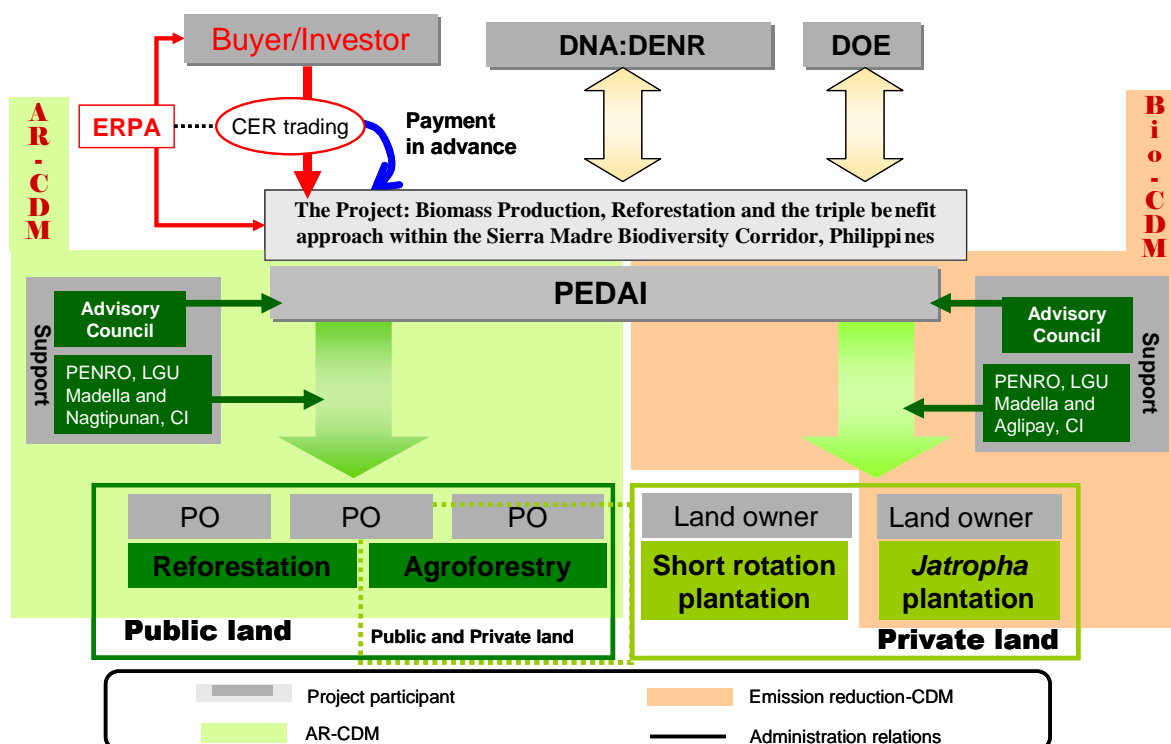 Buyer/Investor
DNA:DENR
DOE
AR-CDM
ERPA
CER trading
Payment
in advance
Bio-CDM
The Project: Biomass Production, Reforestation and the triple benefit
approach within the Sierra Madre Biodiversity Corridor, Philippines
PEDAI
Support
Advisory
Council
PENRO, LGU
Madella and
Nagtipunan, CI
Advisory
Council
PENRO, LGU
Madella and
Aglipay, CI
Support
PO
PO
PO
Reforestation
Agroforestry
Public land
Public and Private land
Land owner
Land owner
Short rotation
plantation
Jatropha
plantation
Private land
Project participant
Emission reduction-CDM
AR-CDM
Administration relations